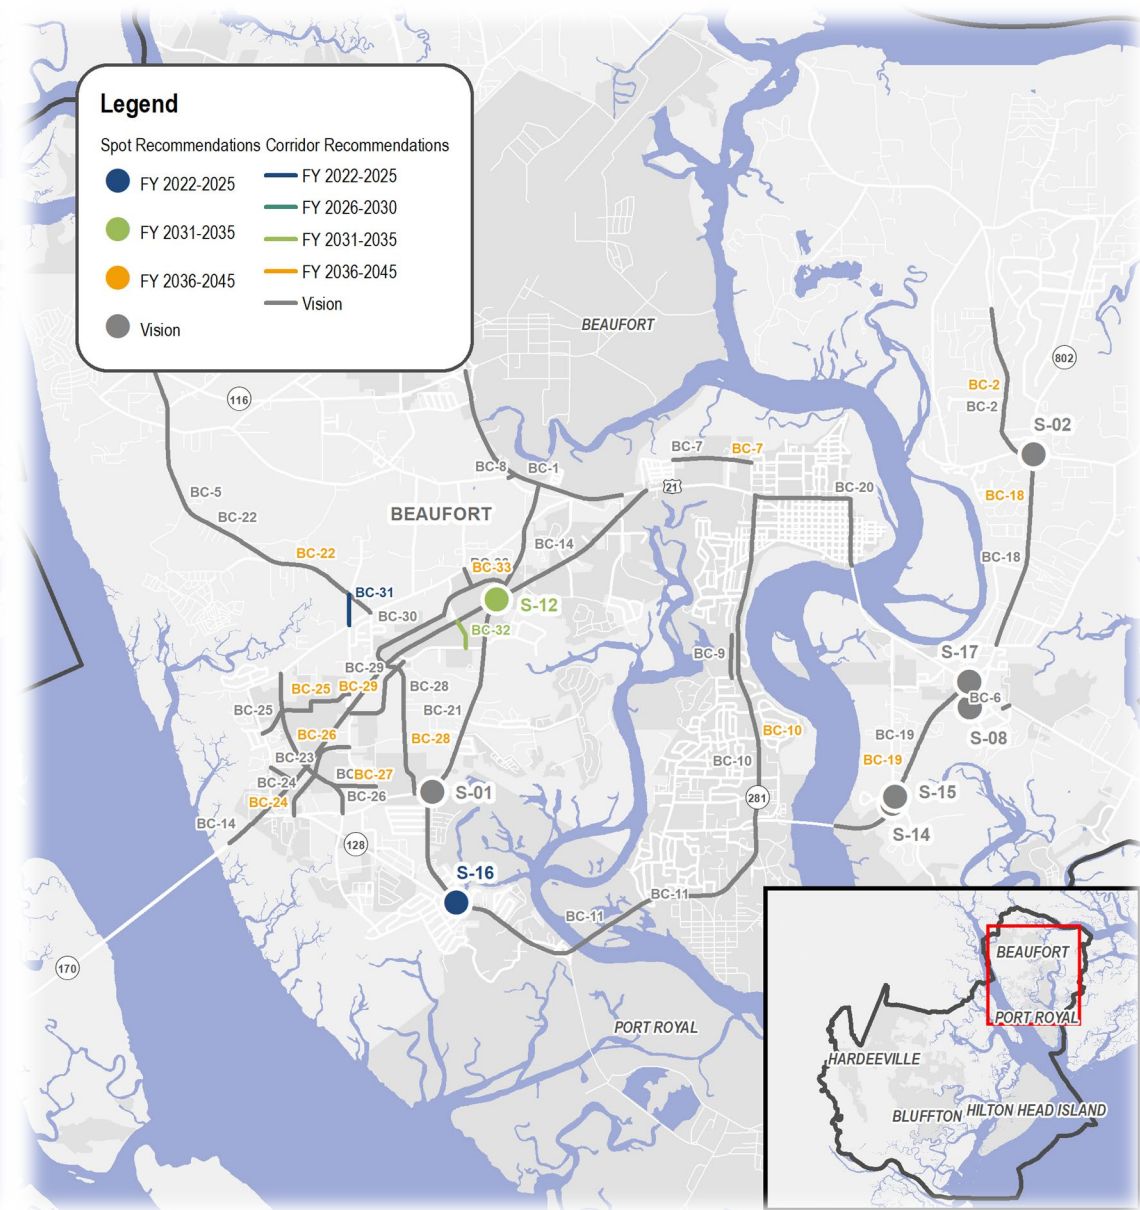 Legend
Spot Recommendations Corridor Recommendations
FY 2022-2025
FY 2031-2035
FY 2036-2045
Vision
FY 2022-2025
FY 2026-2030
FY 2031-2035
FY 2036-2045
Vision
BEAUFORT
802
116
BC-2
BC-2
S-02
BC-7
BC-7
BC-8
BC-1
21
BC-20
BC-18
BC-5
BC-22
BEAUFORT
BC-14
BC-22
BC-33
BC-18
BC-31
S-12
BC-30
BC-32
BC-9
S-17
BC-29
BC-25
BC-29
BC-28
BC-6
BC-25
BC-21
BC-26
BC-28
BC-10
BC-19
S-08
BC-23
BC-10
BC-19
BC-27
BC-24
BC-26
BC-24
S-01
281
S-15
BC-14
S-14
128
S-16
BC-11
BC-11
170
PORT ROYAL
BEAUFORT
PORT ROYAL
HARDEEVILLE
BLUFFTON
HILTON HEAD ISLAND